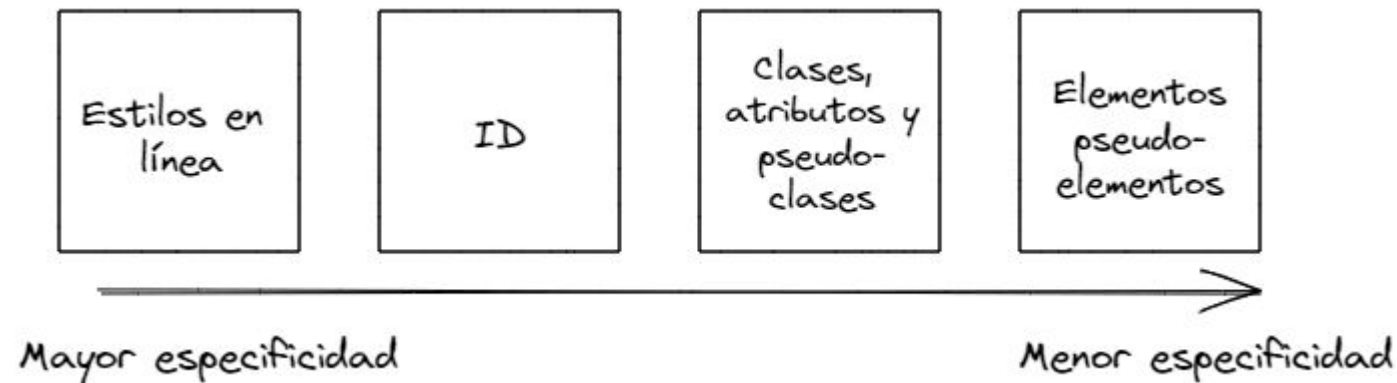 Estilos en
línea
ID
Clases,
atributos y
pseudo-
clases
Elementos
pseudo-
elementos
Mayor especificidad
Menor especificidad